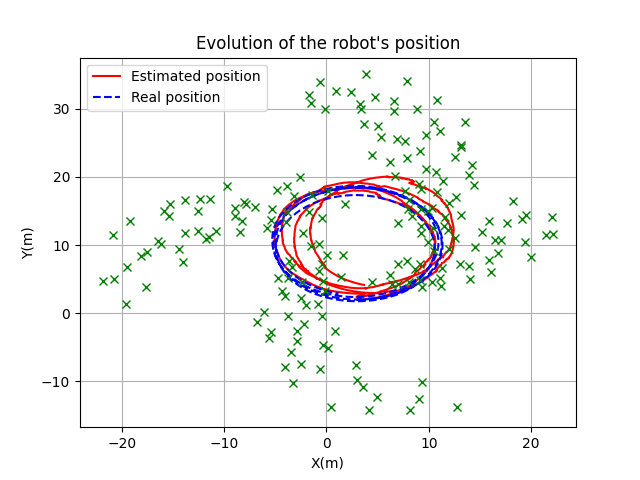 Evolution of the robot's position
Estimated position
Real position
30
20
10
0
−10
Y(m)
−20
−10
0
10
20
X(m)